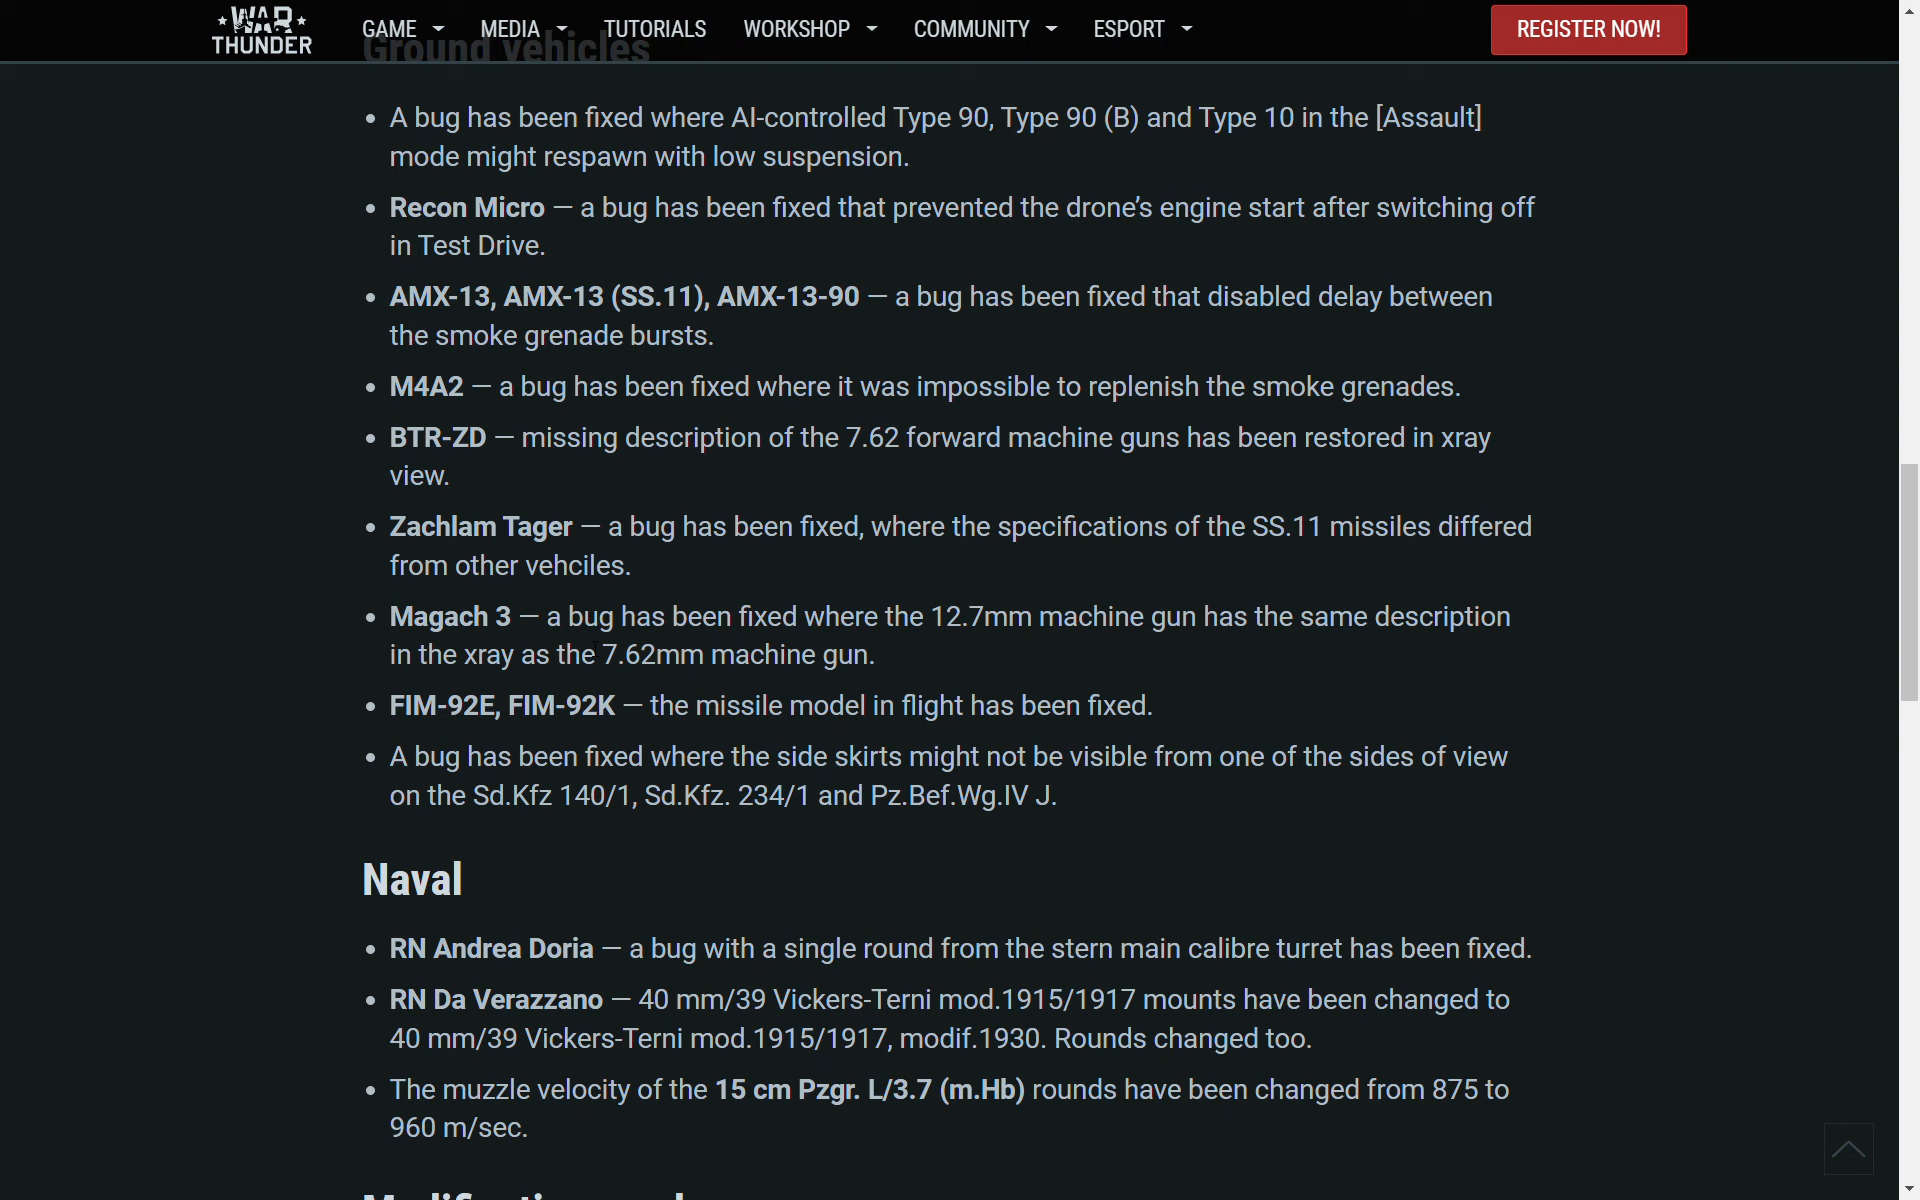 WAR
THUNDER
GAME MEDIA TUTORIALS WORKSHOP COMMUNITY ESPORT REGISTER NOW!
Ground vehicles
A bug has been fixed where AI-controlled Type 90, Type 90 (B) and Type 10 in the [Assault]
mode might respawn with low suspension.
Recon Micro — a bug has been fixed that prevented the drone’s engine start after switching off
in Test Drive.
AMX-13, AMX-13 (SS.11), AMX-13-90 — a bug has been fixed that disabled delay between
the smoke grenade bursts.
M4A2 — a bug has been fixed where it was impossible to replenish the smoke grenades.
BTR-ZD — missing description of the 7.62 forward machine guns has been restored in xray
view.
Zachlam Tager — a bug has been fixed, where the specifications of the SS.11 missiles differed
from other vehciles.
Magach 3 — a bug has been fixed where the 12.7mm machine gun has the same description
in the xray as the 7.62mm machine gun.
FIM-92E, FIM-92K — the missile model in flight has been fixed.
A bug has been fixed where the side skirts might not be visible from one of the sides of view
on the Sd.Kfz 140/1, Sd.Kfz. 234/1 and Pz.Bef.Wg.IV J.
Naval
RN Andrea Doria — a bug with a single round from the stern main calibre turret has been fixed.
RN Da Verazzano — 40 mm/39 Vickers-Terni mod.1915/1917 mounts have been changed to
40 mm/39 Vickers-Terni mod.1915/1917, modif.1930. Rounds changed too.
The muzzle velocity of the 15 cm Pzgr. L/3.7 (m.Hb) rounds have been changed from 875 to
960 m/sec.